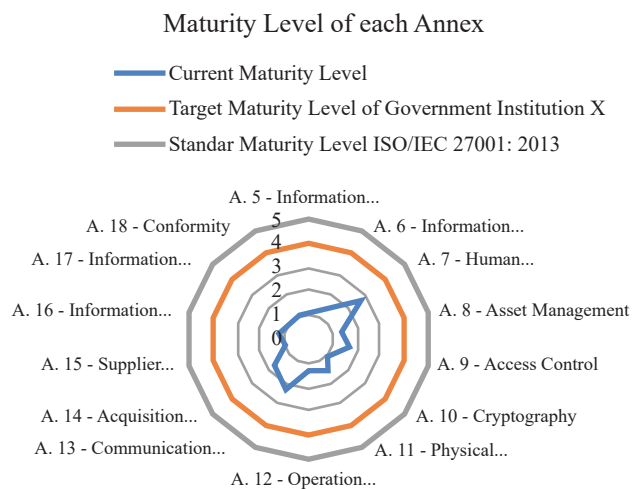 Maturity Level of each Annex
Current Maturity Level
Target Maturity Level of Government Institution X
Standar Maturity Level ISO/IEC 27001: 2013
A. 5 - Information...
A. 18 - Conformity
A. 6 - Information...
A. 17 - Information...
A. 7 - Human...
A. 16 - Information...
A. 8 - Asset Management
A. 15 - Supplier...
A. 9 - Access Control
A. 14 - Acquisition...
A. 10 - Cryptography
A. 13 - Communication...
A. 11 - Physical...
A. 12 - Operation...
5
4
3
2
1
0